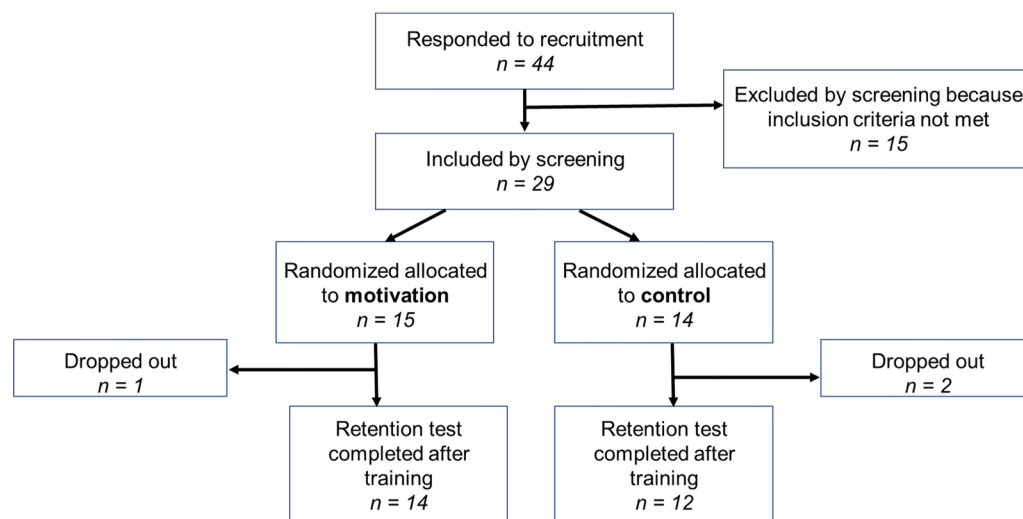 Responded to recruitment
n = 44
Excluded by screening because
inclusion criteria not met
n = 15
Included by screening
n = 29
Randomized allocated
to motivation
n = 15
Randomized allocated
to control
n = 14
Dropped out
n = 1
Dropped out
n = 2
Retention test
completed after
training
n = 14
Retention test
completed after
training
n = 12